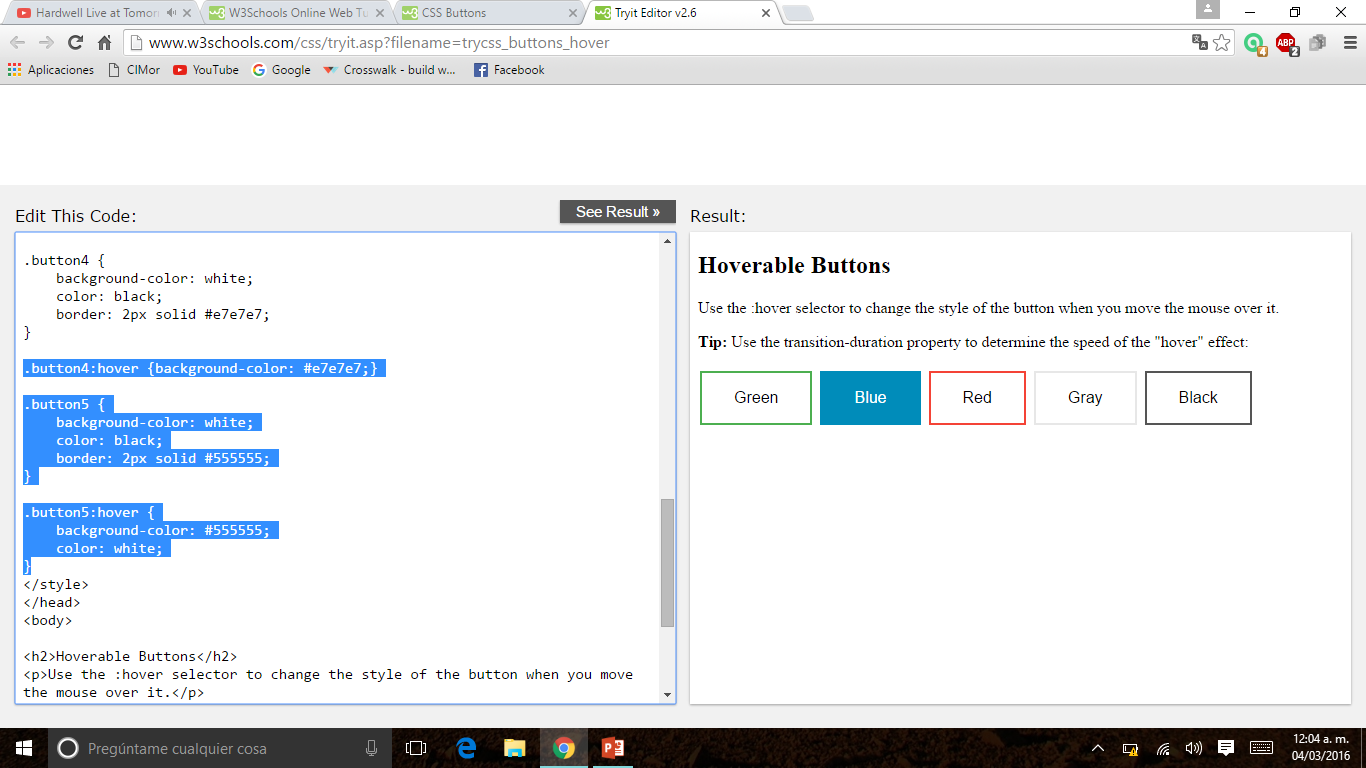 Hardwell Live at Tomor
W3Schools Online Web Tu
CSS Buttons
Tryit Editor v2.6
www.w3schools.com/css/tryit.asp?filename=trycss_buttons_hover
4
ABP
2
Aplicaciones
CIMor
YouTube
Google
Crosswalk - build w...
Facebook
Edit This Code:
See Result »
Result:
.button4 {
    background-color: white;
    color: black;
    border: 2px solid #e7e7e7;
}
.button4:hover {background-color: #e7e7e7;}
.button5 {
    background-color: white;
    color: black;
    border: 2px solid #555555;
}
.button5:hover {
    background-color: #555555;
    color: white;
}
</style>
</head>
<body>
<h2>Hoverable Buttons</h2>
<p>Use the :hover selector to change the style of the button when you move
the mouse over it.</p>
Hoverable Buttons
Use the :hover selector to change the style of the button when you move the mouse over it.
Tip: Use the transition-duration property to determine the speed of the "hover" effect:
Green
Blue
Red
Gray
Black
Pregúntame cualquier cosa
12:04 a. m.
04/03/2016